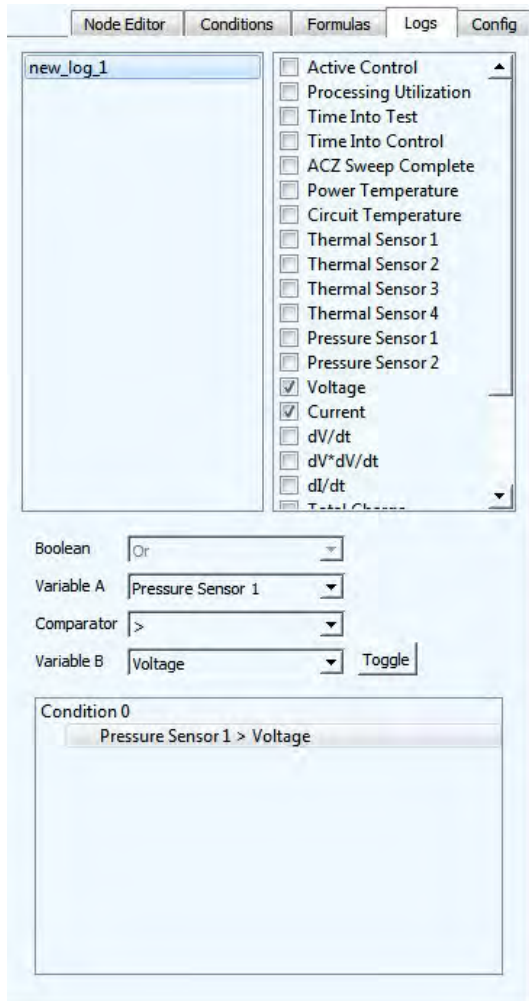 Node Editor Conditions Formulas Logs Config
new_log_1
Active Control
Processing Utilization
Time Into Test
Time Into Control
ACZ Sweep Complete
Power Temperature
Circuit Temperature
Thermal Sensor 1
Thermal Sensor 2
Thermal Sensor 3
Thermal Sensor 4
Pressure Sensor 1
Pressure Sensor 2
Voltage
Current
dV/dt
dV*dV/dt
dI/dt
Total Charge
Boolean Or
Variable A Pressure Sensor 1
Comparator >
Variable B Voltage Toggle
Condition 0
Pressure Sensor 1 > Voltage